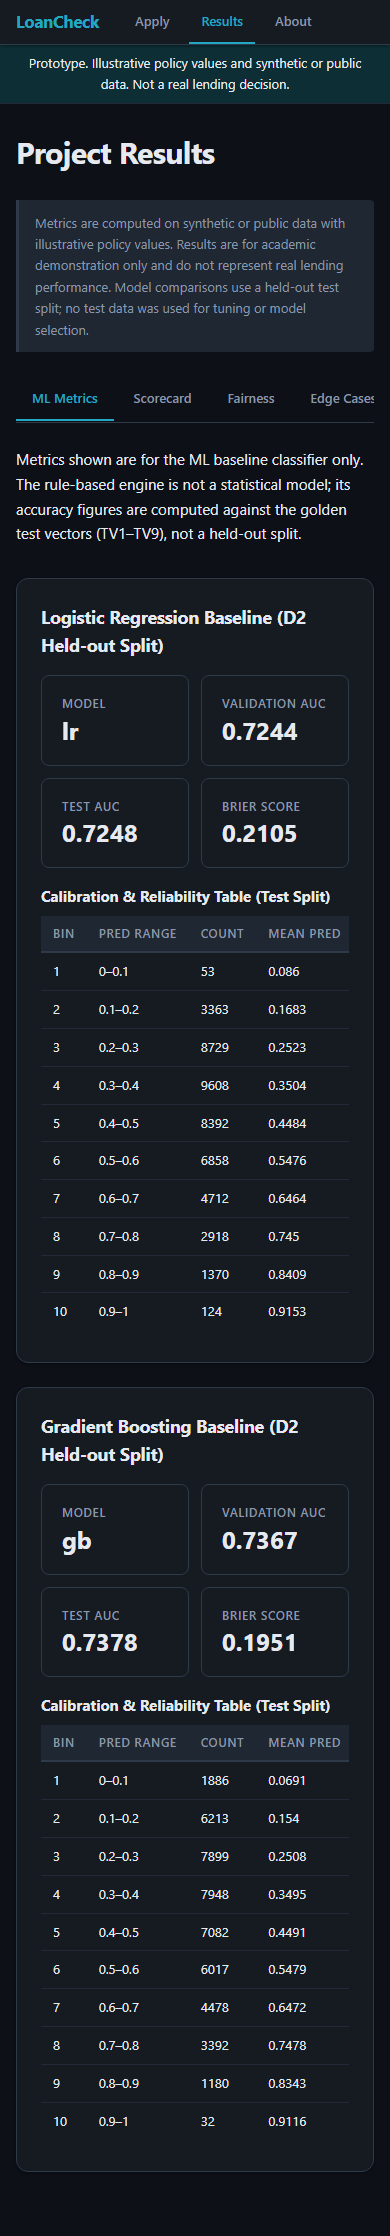 LoanCheck Apply Results About
Prototype. Illustrative policy values and synthetic or public
data. Not a real lending decision.
Project Results
Metrics are computed on synthetic or public data with
illustrative policy values. Results are for academic
demonstration only and do not represent real lending
performance. Model comparisons use a held-out test
split; no test data was used for tuning or model
selection.
ML Metrics Scorecard Fairness Edge Cases
Metrics shown are for the ML baseline classifier only.
The rule-based engine is not a statistical model; its
accuracy figures are computed against the golden
test vectors (TV1–TV9), not a held-out split.
Logistic Regression Baseline (D2
Held-out Split)
MODEL VALIDATION AUC
lr 0.7244
TEST AUC BRIER SCORE
0.7248 0.2105
Calibration & Reliability Table (Test Split)
BIN PRED RANGE COUNT MEAN PRED
1 0–0.1 53 0.086
2 0.1–0.2 3363 0.1683
3 0.2–0.3 8729 0.2523
4 0.3–0.4 9608 0.3504
5 0.4–0.5 8392 0.4484
6 0.5–0.6 6858 0.5476
7 0.6–0.7 4712 0.6464
8 0.7–0.8 2918 0.745
9 0.8–0.9 1370 0.8409
10 0.9–1 124 0.9153
Gradient Boosting Baseline (D2
Held-out Split)
MODEL VALIDATION AUC
gb 0.7367
TEST AUC BRIER SCORE
0.7378 0.1951
Calibration & Reliability Table (Test Split)
BIN PRED RANGE COUNT MEAN PRED
1 0–0.1 1886 0.0691
2 0.1–0.2 6213 0.154
3 0.2–0.3 7899 0.2508
4 0.3–0.4 7948 0.3495
5 0.4–0.5 7082 0.4491
6 0.5–0.6 6017 0.5479
7 0.6–0.7 4478 0.6472
8 0.7–0.8 3392 0.7478
9 0.8–0.9 1180 0.8343
10 0.9–1 32 0.9116